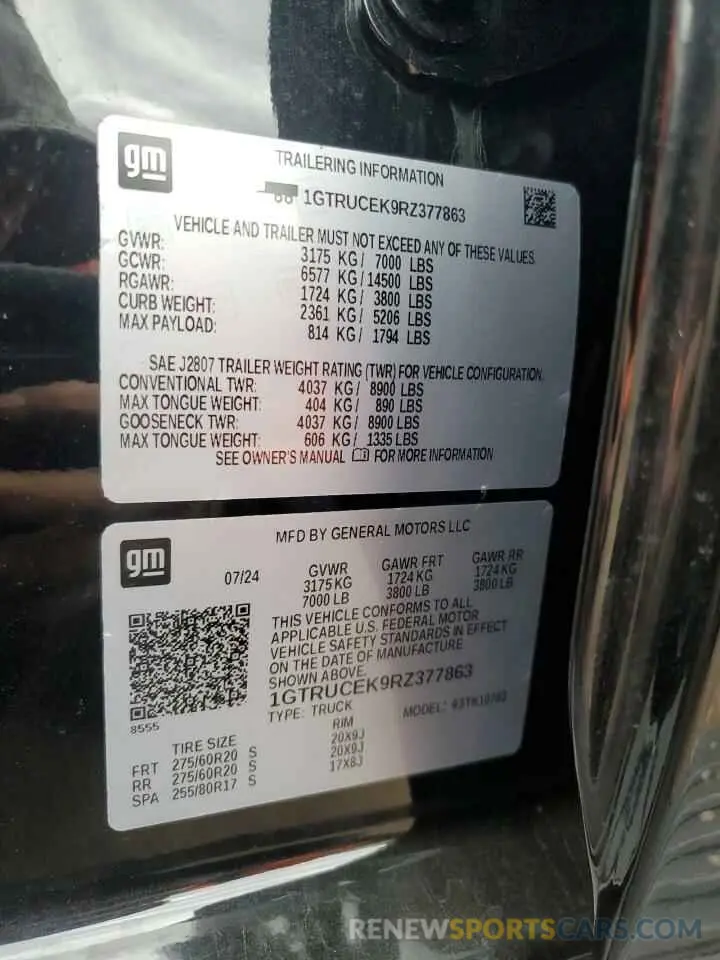 gm
TRAILERING INFORMATION
1GTRUCEK9RZ377863
VEHICLE AND TRAILER MUST NOT EXCEED ANY OF THESE VALUES.
GVWR: 3175 KG/ 7000 LBS
GCWR: 6577 KG/14500 LBS
RGAWR: 1724 KG/ 3800 LBS
CURB WEIGHT: 2361 KG/ 5206 LBS
MAX PAYLOAD: 814 KG/ 1794 LBS
SAE J2807 TRAILER WEIGHT RATING (TWR) FOR VEHICLE CONFIGURATION.
CONVENTIONAL TWR: 4037 KG/ 8900 LBS
MAX TONGUE WEIGHT: 404 KG/ 890 LBS
GOOSENECK TWR: 4037 KG/ 8900 LBS
MAX TONGUE WEIGHT: 606 KG/ 1335 LBS
SEE OWNER'S MANUAL FOR MORE INFORMATION
gm
MFD BY GENERAL MOTORS LLC
07/24 GVWR GAWR FRT GAWR RR
3175 KG 1724 KG 1724 KG
7000 LB 3800 LB 3800 LB
THIS VEHICLE CONFORMS TO ALL
APPLICABLE U.S. FEDERAL MOTOR
VEHICLE SAFETY STANDARDS IN EFFECT
ON THE DATE OF MANUFACTURE
SHOWN ABOVE.
1GTRUCEK9RZ377863
TYPE: TRUCK MODEL:
8555
TIRE SIZE RIM
FRT 275/60R20 S 20X9J
RR 275/60R20 S 20X9J
SPA 255/80R17 S 17X8J
RENEWSPORTSCARS.COM